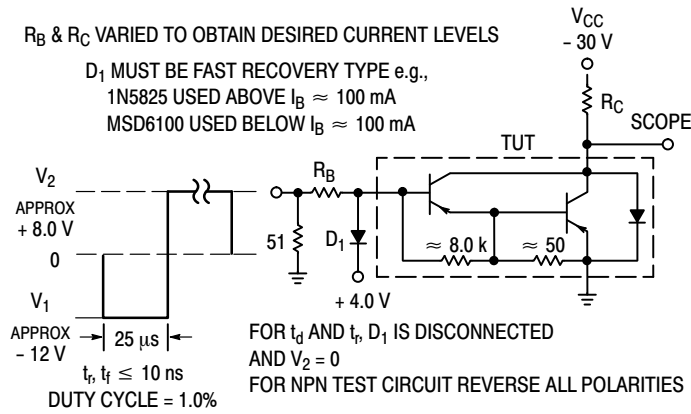 R_B & R_C VARIED TO OBTAIN DESIRED CURRENT LEVELS
D_1 MUST BE FAST RECOVERY TYPE e.g.,
1N5825 USED ABOVE I_B ≈ 100 mA
MSD6100 USED BELOW I_B ≈ 100 mA
V_CC
– 30 V
R_C
SCOPE
TUT
R_B
V_2
APPROX
+ 8.0 V
0
51
D_1
≈ 8.0 k
≈ 50
+ 4.0 V
V_1
APPROX
– 12 V
25 μs
t_r, t_f ≤ 10 ns
DUTY CYCLE = 1.0%
FOR t_d AND t_r, D_1 IS DISCONNECTED
AND V_2 = 0
FOR NPN TEST CIRCUIT REVERSE ALL POLARITIES